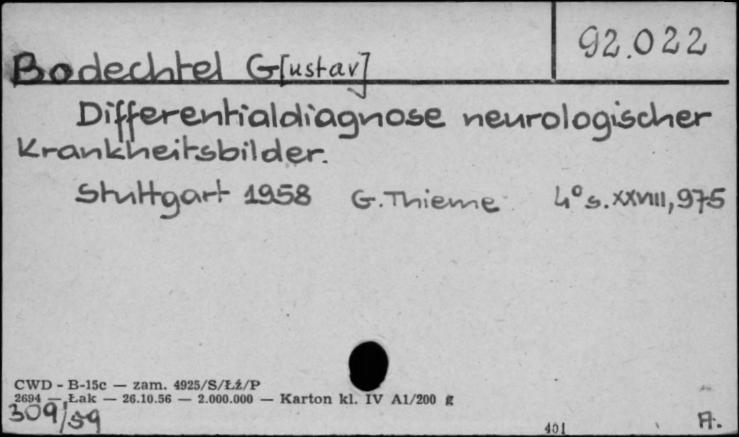 92.022
Bodechtel G[ustav]
Differentialdiagnose neurologischer
Krankheitsbilder.
Stuttgart 1958 G. Thieme 4° s. XXVIII, 975
CWD - B-15c — zam. 4925/S/Łż/P
2694 — Łak — 26.10.56 — 2.000.000 — Karton kl. IV A1/200 g
309/59
401
A.